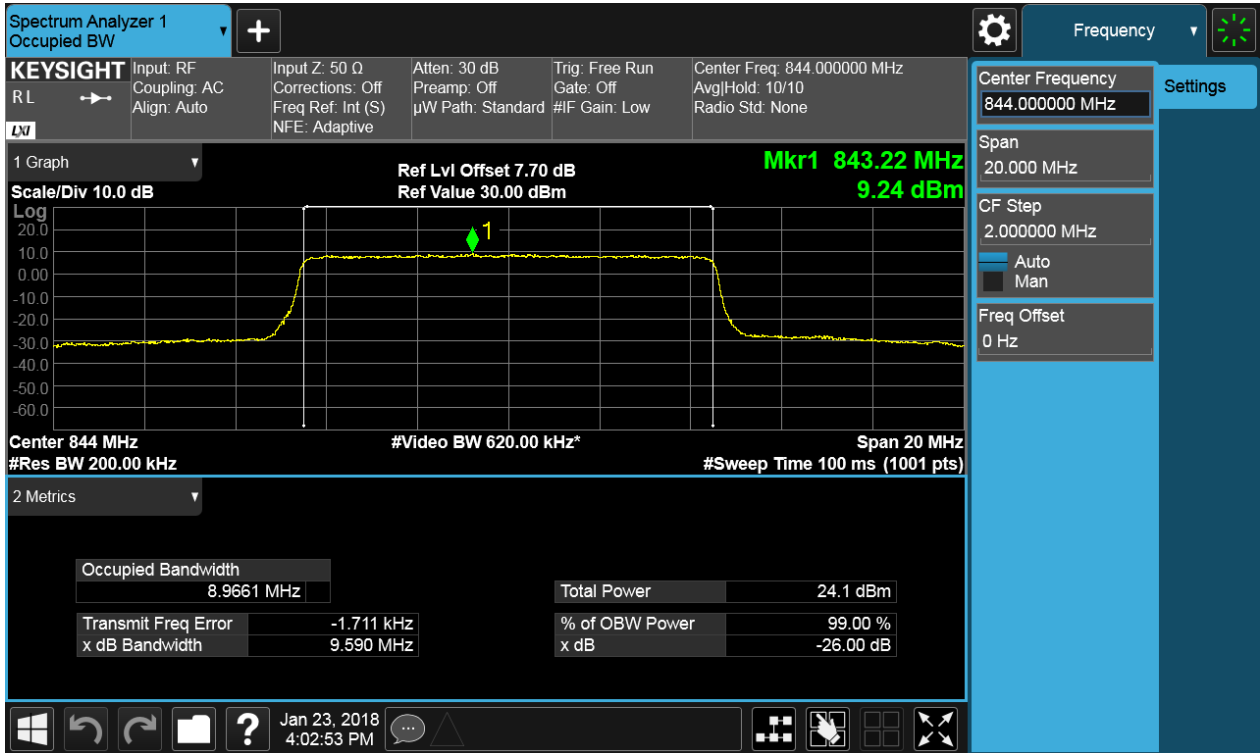 Spectrum Analyzer 1
Occupied BW
+
Frequency
KEYSIGHT
RL
LXI
Input: RF
Coupling: AC
Align: Auto
Input Z: 50 Ω
Corrections: Off
Freq Ref: Int (S)
NFE: Adaptive
Atten: 30 dB
Preamp: Off
µW Path: Standard
Trig: Free Run
Gate: Off
#IF Gain: Low
Center Freq: 844.000000 MHz
Avg|Hold: 10/10
Radio Std: None
Center Frequency
844.000000 MHz
Settings
Span
20.000 MHz
CF Step
2.000000 MHz
Auto
Man
Freq Offset
0 Hz
1 Graph
Scale/Div 10.0 dB
Ref Lvl Offset 7.70 dB
Ref Value 30.00 dBm
Mkr1 843.22 MHz
9.24 dBm
Log
1
20.0
10.0
0.00
-10.0
-20.0
-30.0
-40.0
-50.0
-60.0
Center 844 MHz
#Video BW 620.00 kHz*
Span 20 MHz
#Res BW 200.00 kHz
#Sweep Time 100 ms (1001 pts)
2 Metrics
Occupied Bandwidth
8.9661 MHz
Total Power 24.1 dBm
Transmit Freq Error -1.711 kHz
% of OBW Power 99.00 %
x dB Bandwidth 9.590 MHz
x dB -26.00 dB
?
Jan 23, 2018
4:02:53 PM